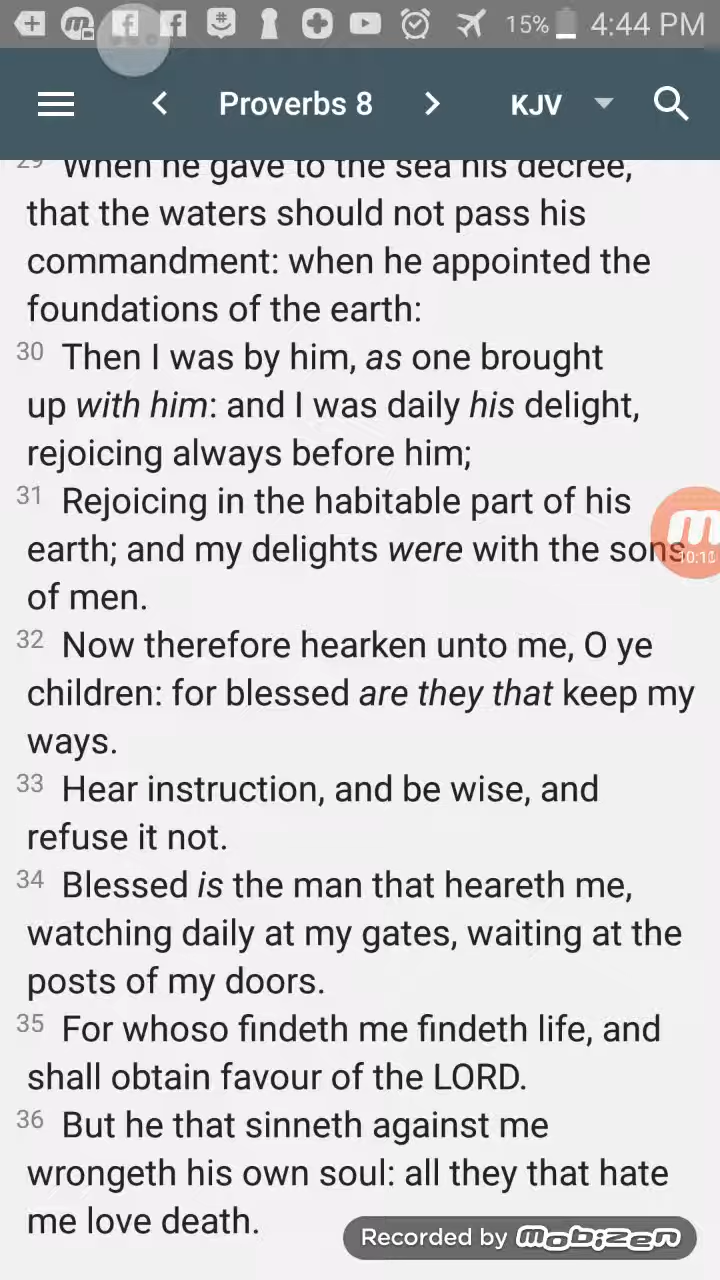 15% 4:44 PM
Proverbs 8 KJV
29 When he gave to the sea his decree,
that the waters should not pass his
commandment: when he appointed the
foundations of the earth:
30 Then I was by him, as one brought
up with him: and I was daily his delight,
rejoicing always before him;
31 Rejoicing in the habitable part of his
earth; and my delights were with the sons
of men.
10:11
32 Now therefore hearken unto me, O ye
children: for blessed are they that keep my
ways.
33 Hear instruction, and be wise, and
refuse it not.
34 Blessed is the man that heareth me,
watching daily at my gates, waiting at the
posts of my doors.
35 For whoso findeth me findeth life, and
shall obtain favour of the LORD.
36 But he that sinneth against me
wrongeth his own soul: all they that hate
me love death.
Recorded by mobizen